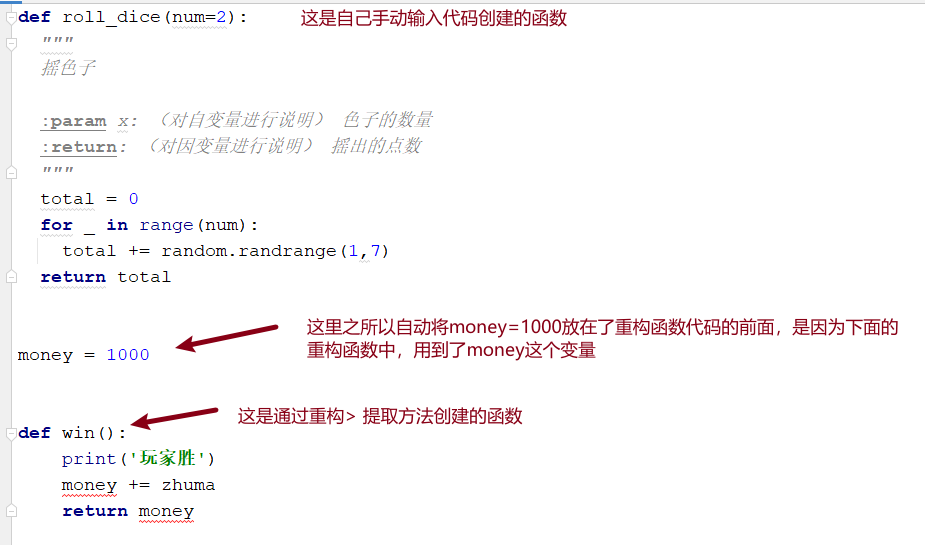 def roll_dice(num=2): 这是自己手动输入代码创建的函数
"""
摇色子
:param x: （对自变量进行说明） 色子的数量
:return: （对因变量进行说明） 摇出的点数
"""
total = 0
for _ in range(num):
total += random.randrange(1,7)
return total
这里之所以自动将money=1000放在了重构函数代码的前面，是因为下面的
重构函数中，用到了money这个变量
money = 1000
这是通过重构> 提取方法创建的函数
def win():
print('玩家胜')
money += zhuma
return money